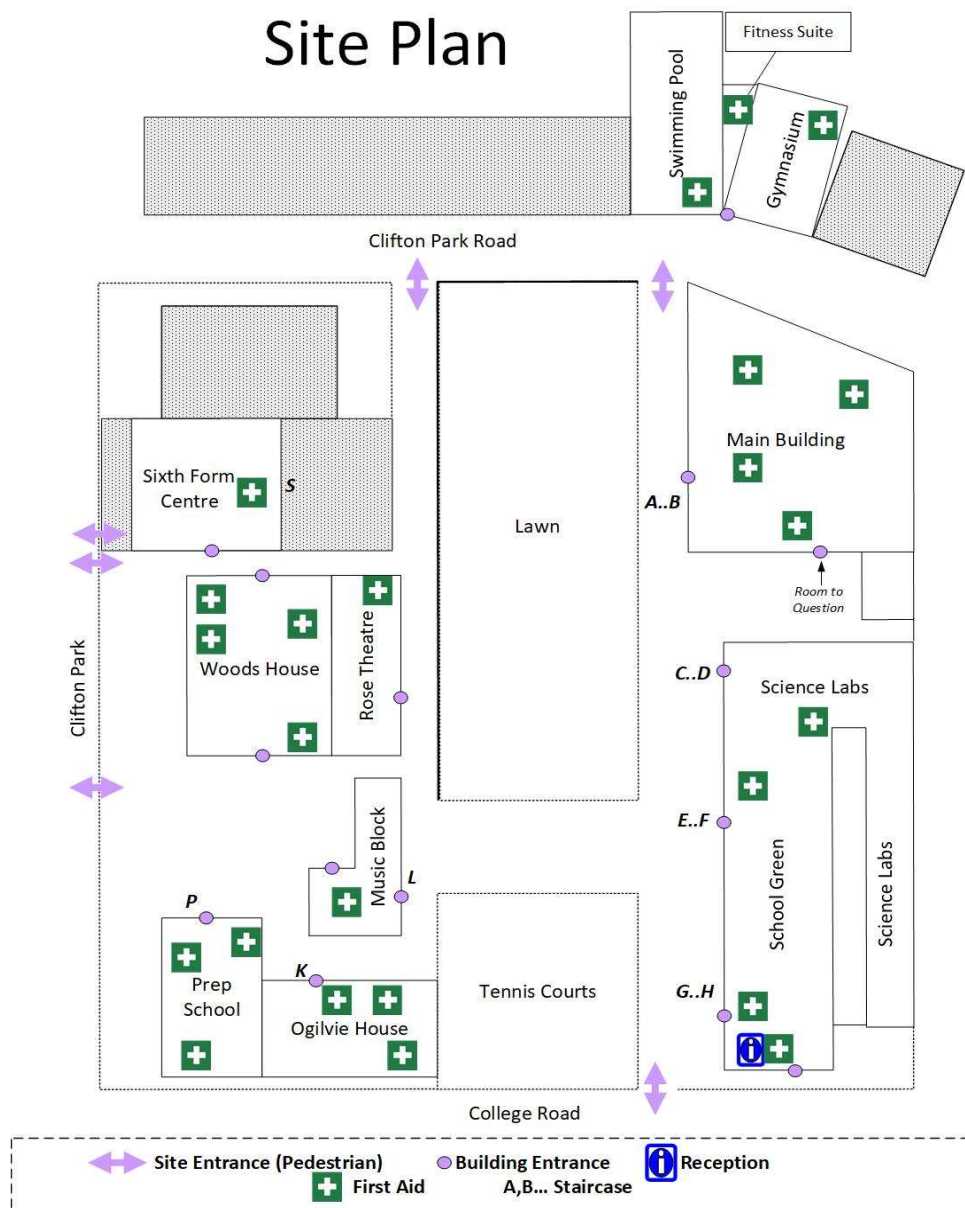 Site Plan
Fitness Suite
Swimming Pool
Gymnasium
Clifton Park Road
Main Building
Sixth Form
Centre
S
Lawn
A..B
Room to
Question
Clifton Park
Woods House
Rose Theatre
C..D
Science Labs
Music Block
E..F
L
School Green
Science Labs
P
K
Prep
School
Ogilvie House
Tennis Courts
G..H
College Road
Site Entrance (Pedestrian)
Building Entrance
Reception
First Aid
A,B... Staircase